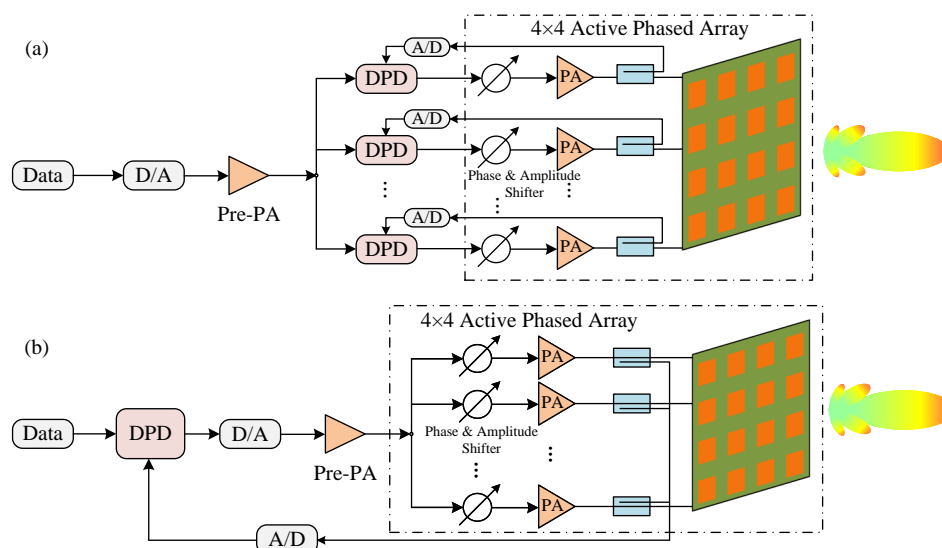 (a)
4×4 Active Phased Array
A/D
DPD
PA
A/D
Data
D/A
Pre-PA
DPD
PA
Phase & Amplitude
Shifter
...
...
...
A/D
DPD
PA
(b)
4×4 Active Phased Array
PA
Data
DPD
D/A
Pre-PA
PA
Phase & Amplitude
Shifter
...
...
PA
A/D